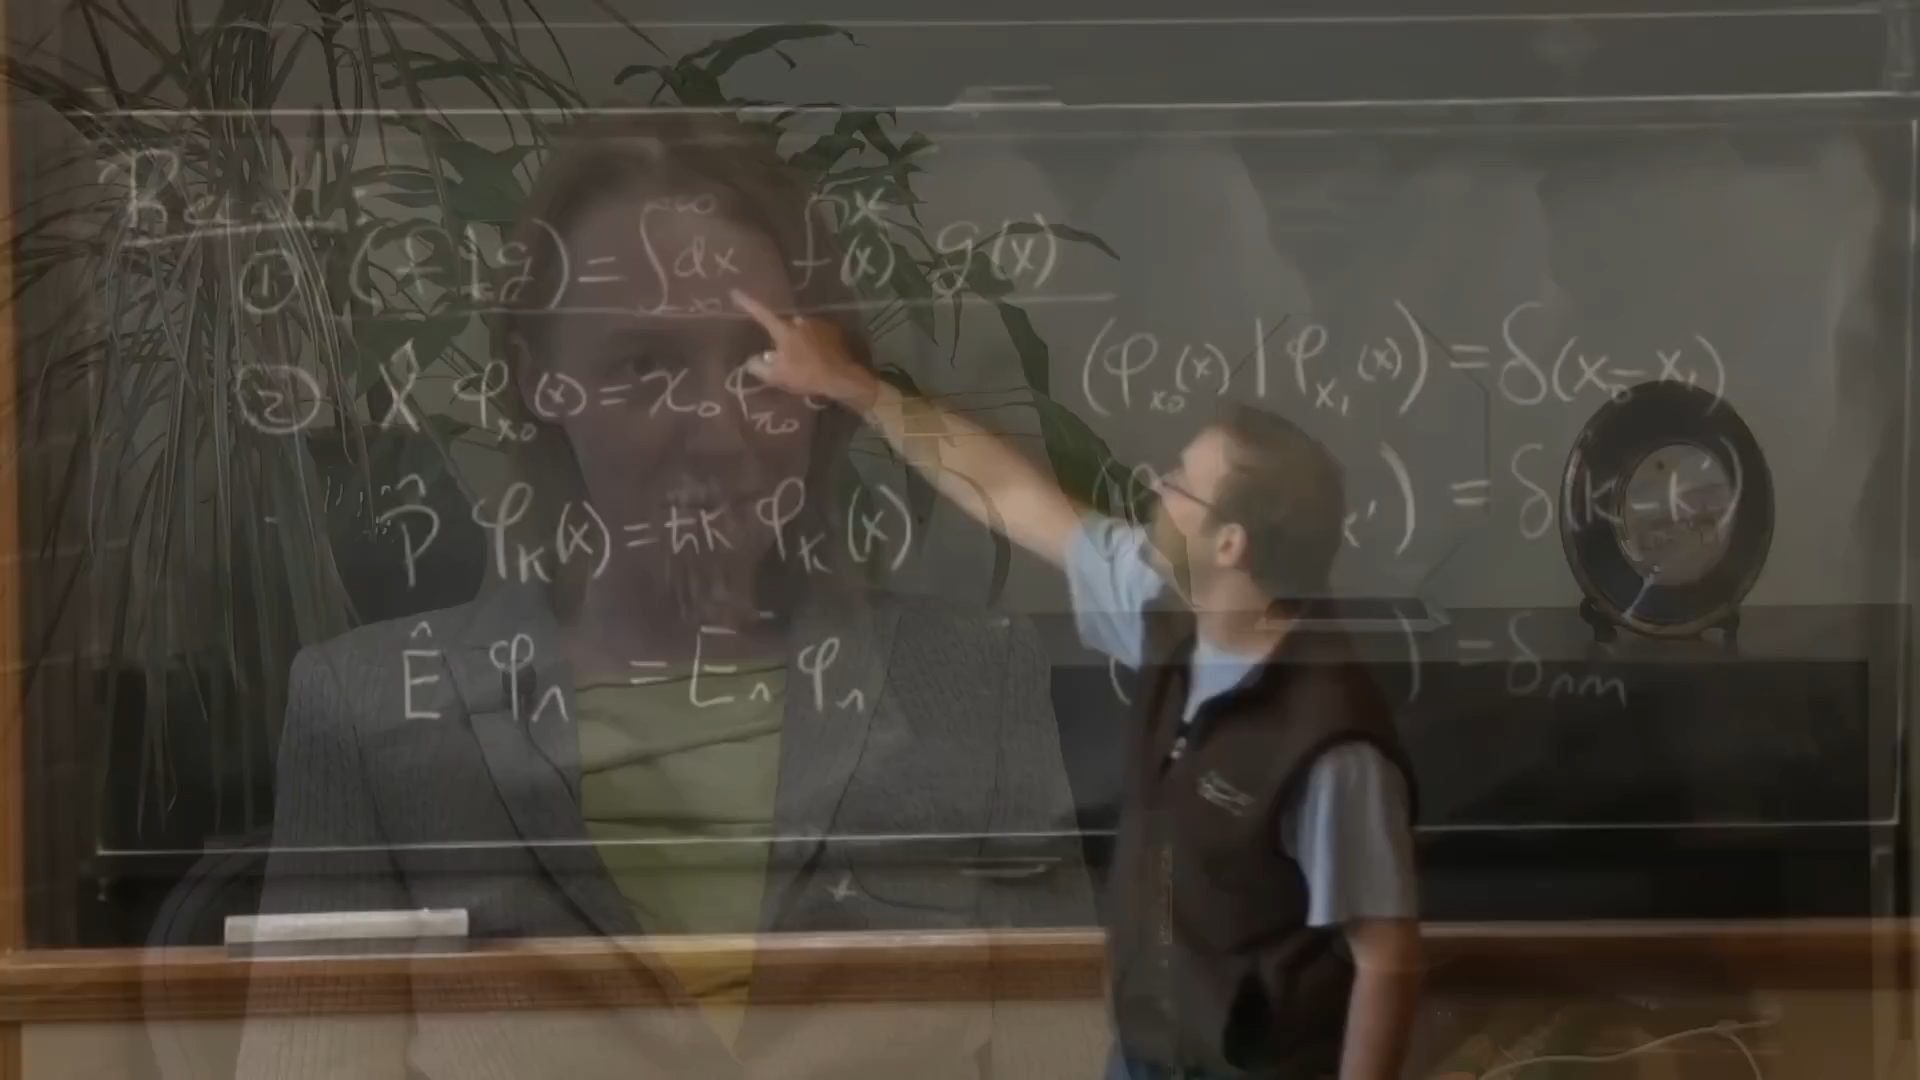 Recall:
① (f|g) = ∫_{-∞}^{∞} dx f*(x) g(x)
② x̂ φ_{x₀}(x) = x₀ φ_{x₀} (φ_{x₀}(x) | φ_{x₁}(x)) = δ(x₀-x₁)
p̂ φ_k(x) = ħk φ_k(x) (φ k') = δ(k-k')
Ê φ_n = E_n φ_n ( ) = δ_{nm}